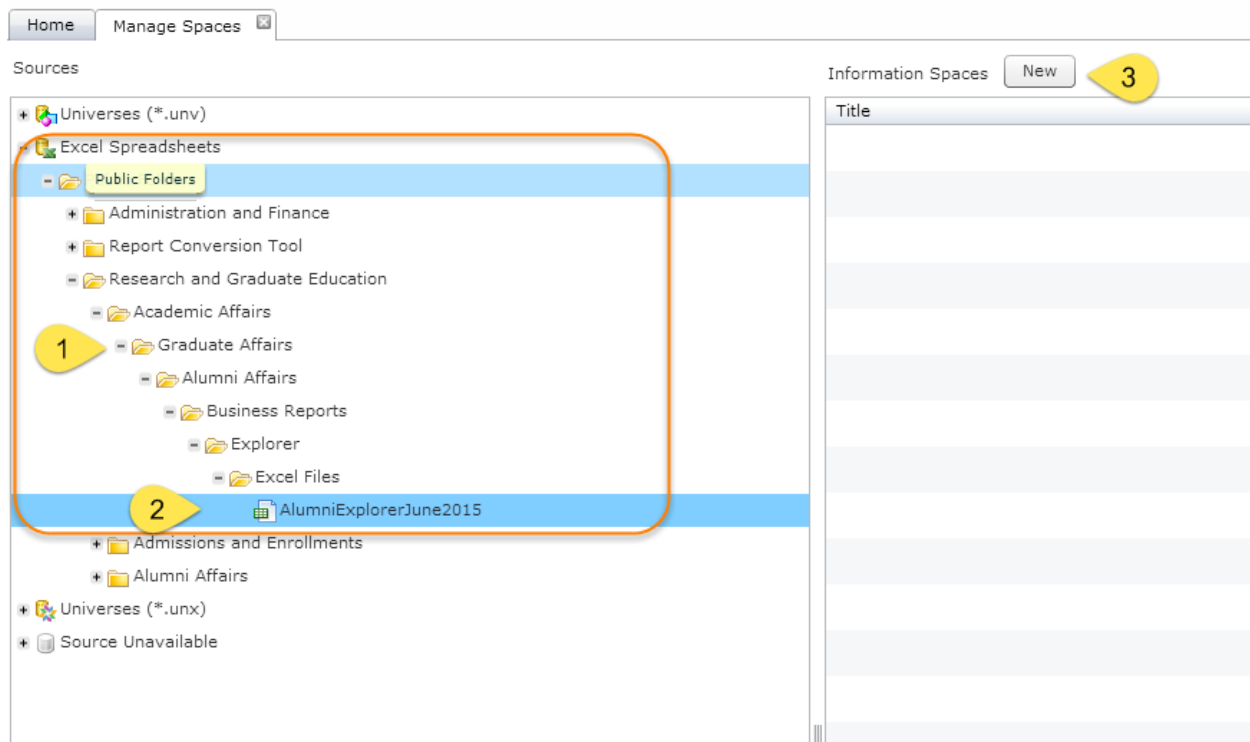 Home
Manage Spaces
Sources
Information Spaces
New
3
Title
Universes (*.unv)
Excel Spreadsheets
Public Folders
Administration and Finance
Report Conversion Tool
Research and Graduate Education
Academic Affairs
1
Graduate Affairs
Alumni Affairs
Business Reports
Explorer
Excel Files
2
AlumniExplorerJune2015
Admissions and Enrollments
Alumni Affairs
Universes (*.unx)
Source Unavailable